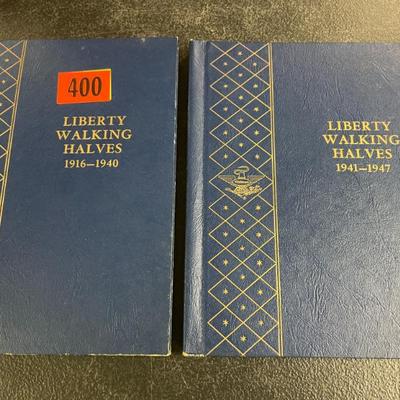 400
LIBERTY
WALKING
HALVES
1916—1940
LIBERTY
WALKING
HALVES
1941—1947